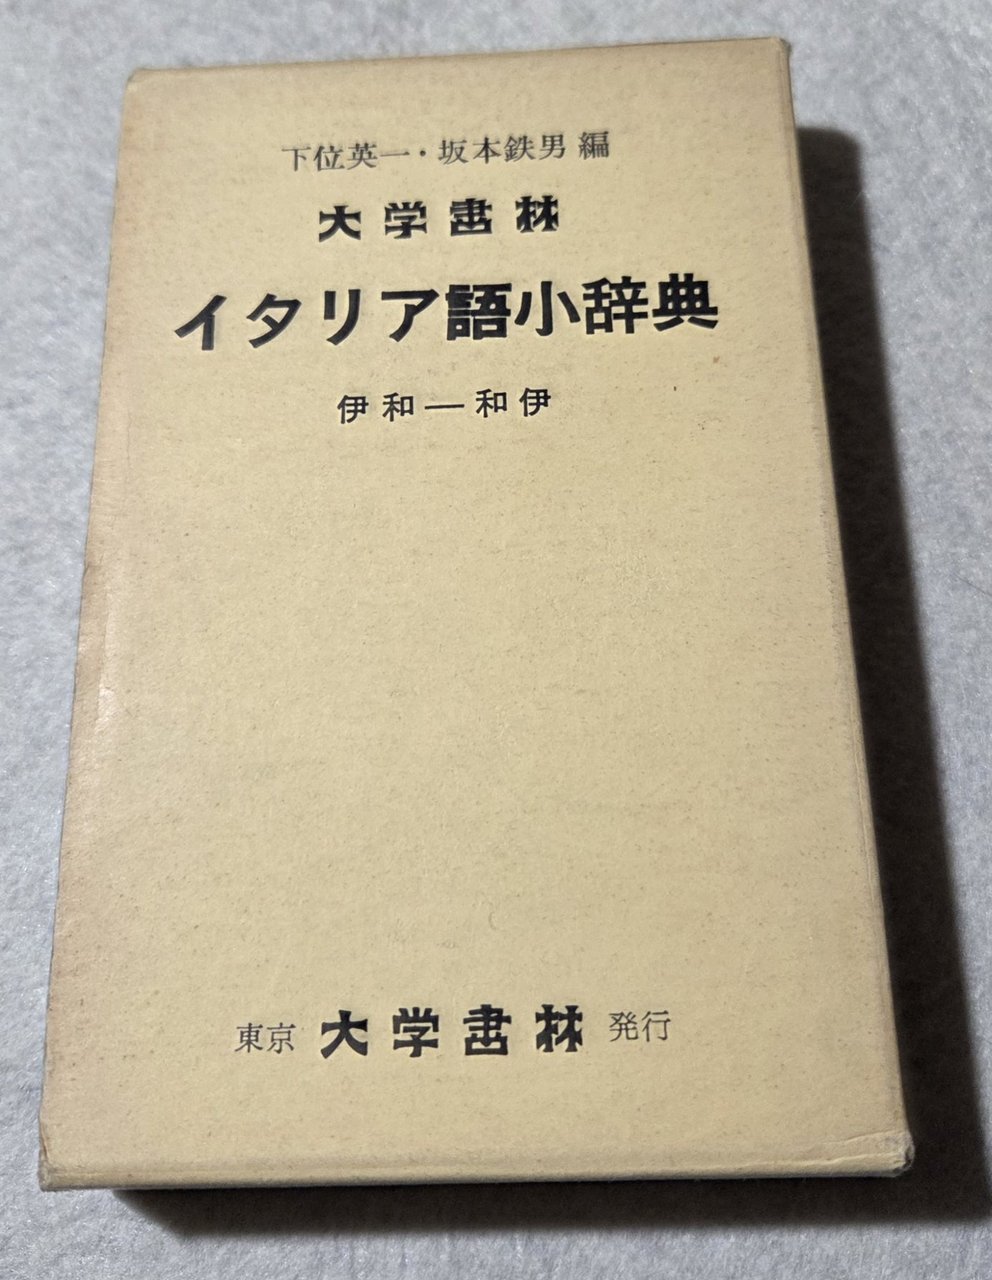 下位英一・坂本鉄男 編
大学書林
イタリア語小辞典
伊和―和伊
東京 大学書林 発行